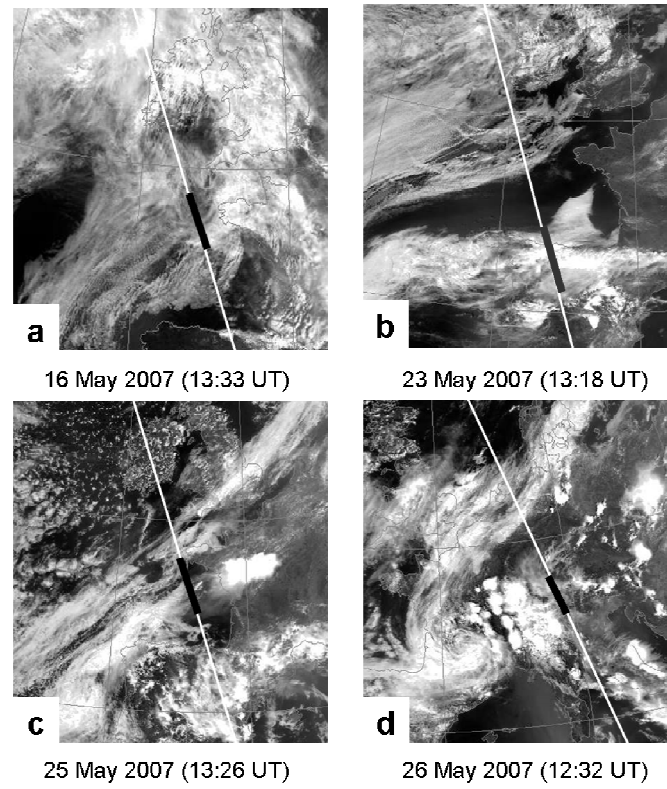 a
b
16 May 2007 (13:33 UT)
23 May 2007 (13:18 UT)
c
d
25 May 2007 (13:26 UT)
26 May 2007 (12:32 UT)